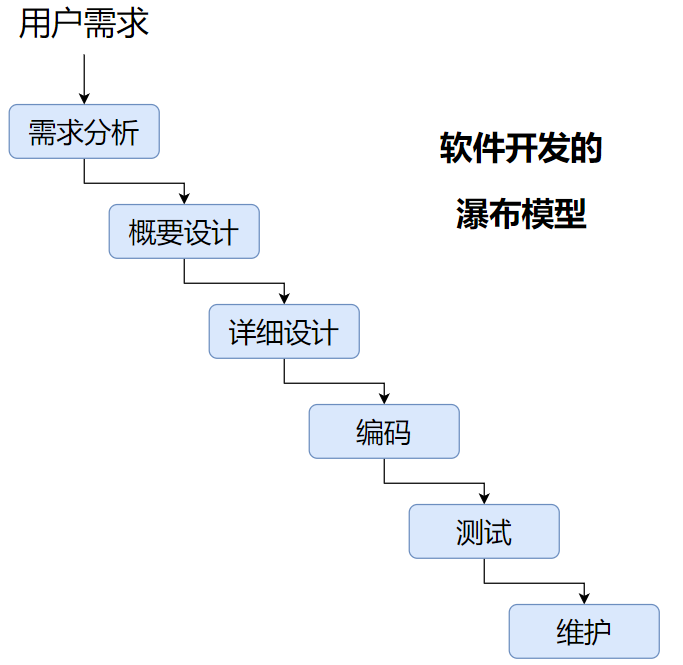 用户需求
需求分析
软件开发的
瀑布模型
概要设计
详细设计
编码
测试
维护